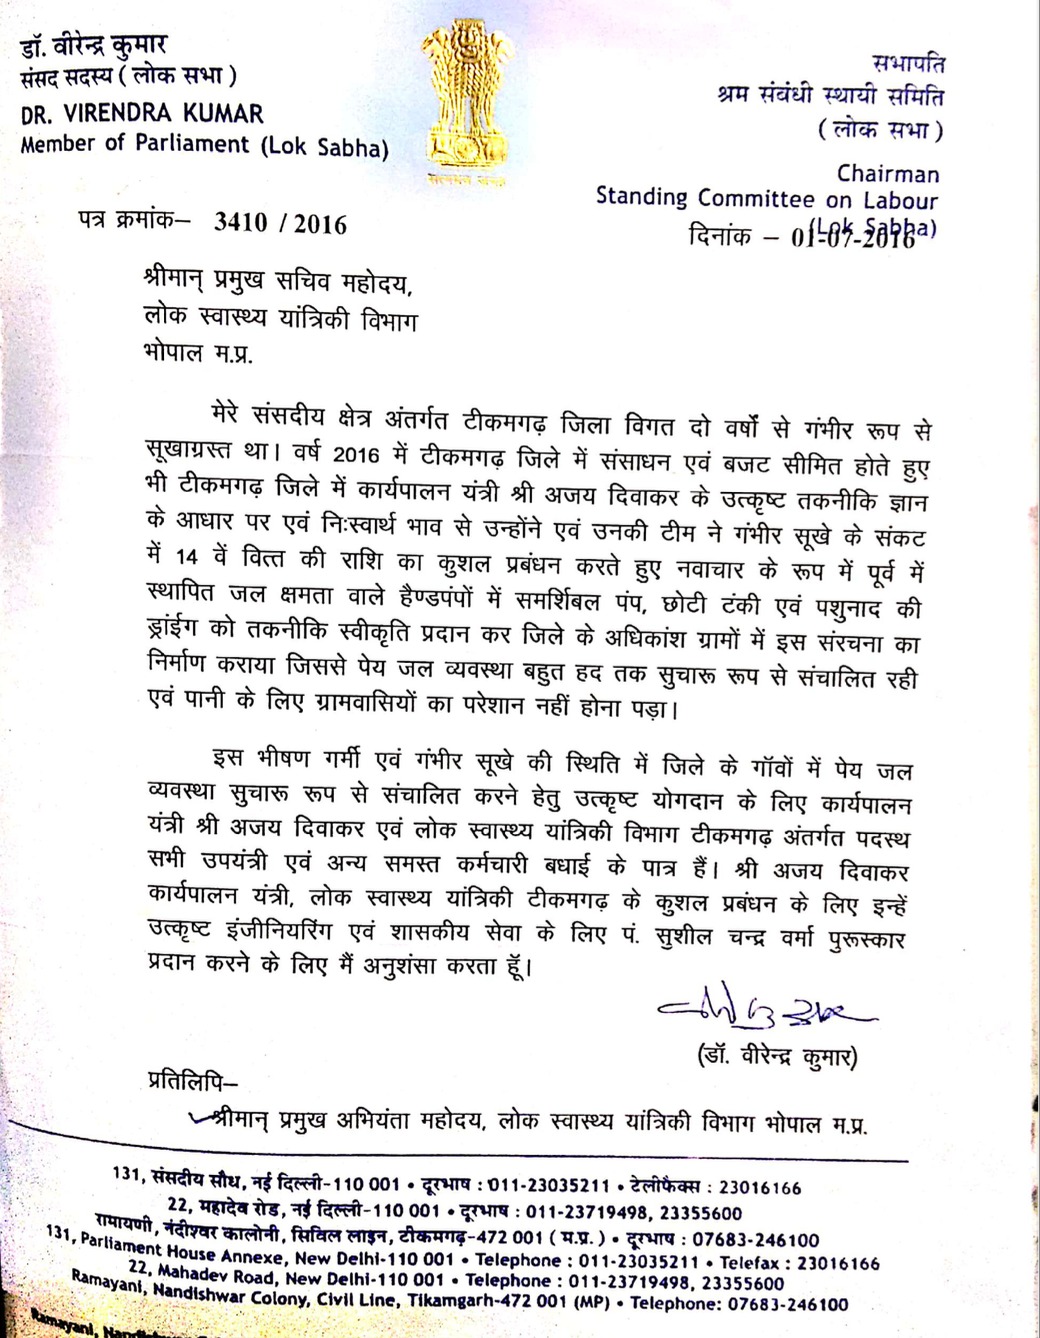 डॉ. वीरेन्द्र कुमार
संसद सदस्य ( लोक सभा )
DR. VIRENDRA KUMAR
Member of Parliament (Lok Sabha)
सभापति
श्रम संबंधी स्थायी समिति
( लोक सभा )
Chairman
Standing Committee on Labour
(Lok Sabha)
पत्र क्रमांक– 3410 / 2016
दिनांक – 01-07-2016
श्रीमान् प्रमुख सचिव महोदय,
लोक स्वास्थ्य यांत्रिकी विभाग
भोपाल म.प्र.
मेरे संसदीय क्षेत्र अंतर्गत टीकमगढ़ जिला विगत दो वर्षों से गंभीर रूप से
सूखाग्रस्त था। वर्ष 2016 में टीकमगढ़ जिले में संसाधन एवं बजट सीमित होते हुए
भी टीकमगढ़ जिले में कार्यपालन यंत्री श्री अजय दिवाकर के उत्कृष्ट तकनीकि ज्ञान
के आधार पर एवं निःस्वार्थ भाव से उन्होंने एवं उनकी टीम ने गंभीर सूखे के संकट
में 14 वें वित्त की राशि का कुशल प्रबंधन करते हुए नवाचार के रूप में पूर्व में
स्थापित जल क्षमता वाले हैण्डपंपों में समर्शिबल पंप, छोटी टंकी एवं पशुनाद की
ड्रांईग को तकनीकि स्वीकृति प्रदान कर जिले के अधिकांश ग्रामों में इस संरचना का
निर्माण कराया जिससे पेय जल व्यवस्था बहुत हद तक सुचारू रूप से संचालित रही
एवं पानी के लिए ग्रामवासियों का परेशान नहीं होना पड़ा।
इस भीषण गर्मी एवं गंभीर सूखे की स्थिति में जिले के गॉवों में पेय जल
व्यवस्था सुचारू रूप से संचालित करने हेतु उत्कृष्ट योगदान के लिए कार्यपालन
यंत्री श्री अजय दिवाकर एवं लोक स्वास्थ्य यांत्रिकी विभाग टीकमगढ़ अंतर्गत पदस्थ
सभी उपयंत्री एवं अन्य समस्त कर्मचारी बधाई के पात्र हैं। श्री अजय दिवाकर
कार्यपालन यंत्री, लोक स्वास्थ्य यांत्रिकी टीकमगढ़ के कुशल प्रबंधन के लिए इन्हें
उत्कृष्ट इंजीनियरिंग एवं शासकीय सेवा के लिए पं. सुशील चन्द्र वर्मा पुरूस्कार
प्रदान करने के लिए मैं अनुशंसा करता हूॅ।
(डॉ. वीरेन्द्र कुमार)
प्रतिलिपि–
श्रीमान् प्रमुख अभियंता महोदय, लोक स्वास्थ्य यांत्रिकी विभाग भोपाल म.प्र.
131, संसदीय सौध, नई दिल्ली-110 001 • दूरभाष : 011-23035211 • टेलीफैक्स : 23016166
22, महादेव रोड, नई दिल्ली-110 001 • दूरभाष : 011-23719498, 23355600
रामायणी, नंदीश्वर कालोनी, सिविल लाइन, टीकमगढ़-472 001 ( म.प्र. ) • दूरभाष : 07683-246100
131, Parliament House Annexe, New Delhi-110 001 • Telephone : 011-23035211 • Telefax : 23016166
22, Mahadev Road, New Delhi-110 001 • Telephone : 011-23719498, 23355600
Ramayani, Nandishwar Colony, Civil Line, Tikamgarh-472 001 (MP) • Telephone: 07683-246100